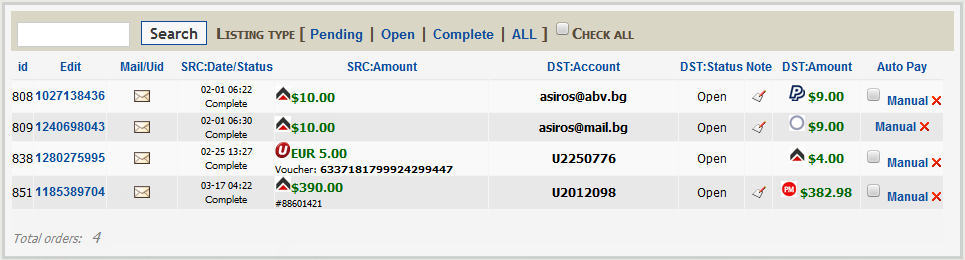 Search LISTING TYPE [ Pending | Open | Complete | ALL ] CHECK ALL
id Edit Mail/Uid SRC:Date/Status SRC:Amount DST:Account DST:Status Note DST:Amount Auto Pay
808 1027138436 02-01 06:22 Complete $10.00 asiros@abv.bg Open $9.00 Manual
809 1240698043 02-01 06:30 Complete $10.00 asiros@mail.bg Open $9.00 Manual
838 1280275995 02-25 13:27 Complete EUR 5.00 Voucher: 6337181799924299447 U2250776 Open $4.00 Manual
851 1185389704 03-17 04:22 Complete $390.00 #88601421 U2012098 Open PM $382.98 Manual
Total orders: 4